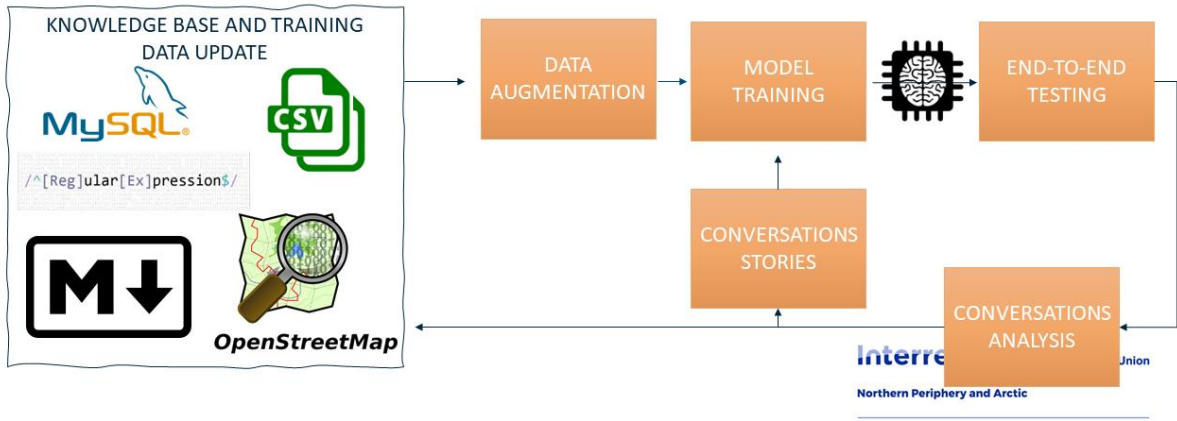 KNOWLEDGE BASE AND TRAINING
DATA UPDATE
MySQL®
CSV
/^[Reg]ular[Ex]pression$/
M
OpenStreetMap
DATA
AUGMENTATION
MODEL
TRAINING
END-TO-END
TESTING
CONVERSATIONS
STORIES
CONVERSATIONS
ANALYSIS
Interre
Union
Northern Periphery and Arctic